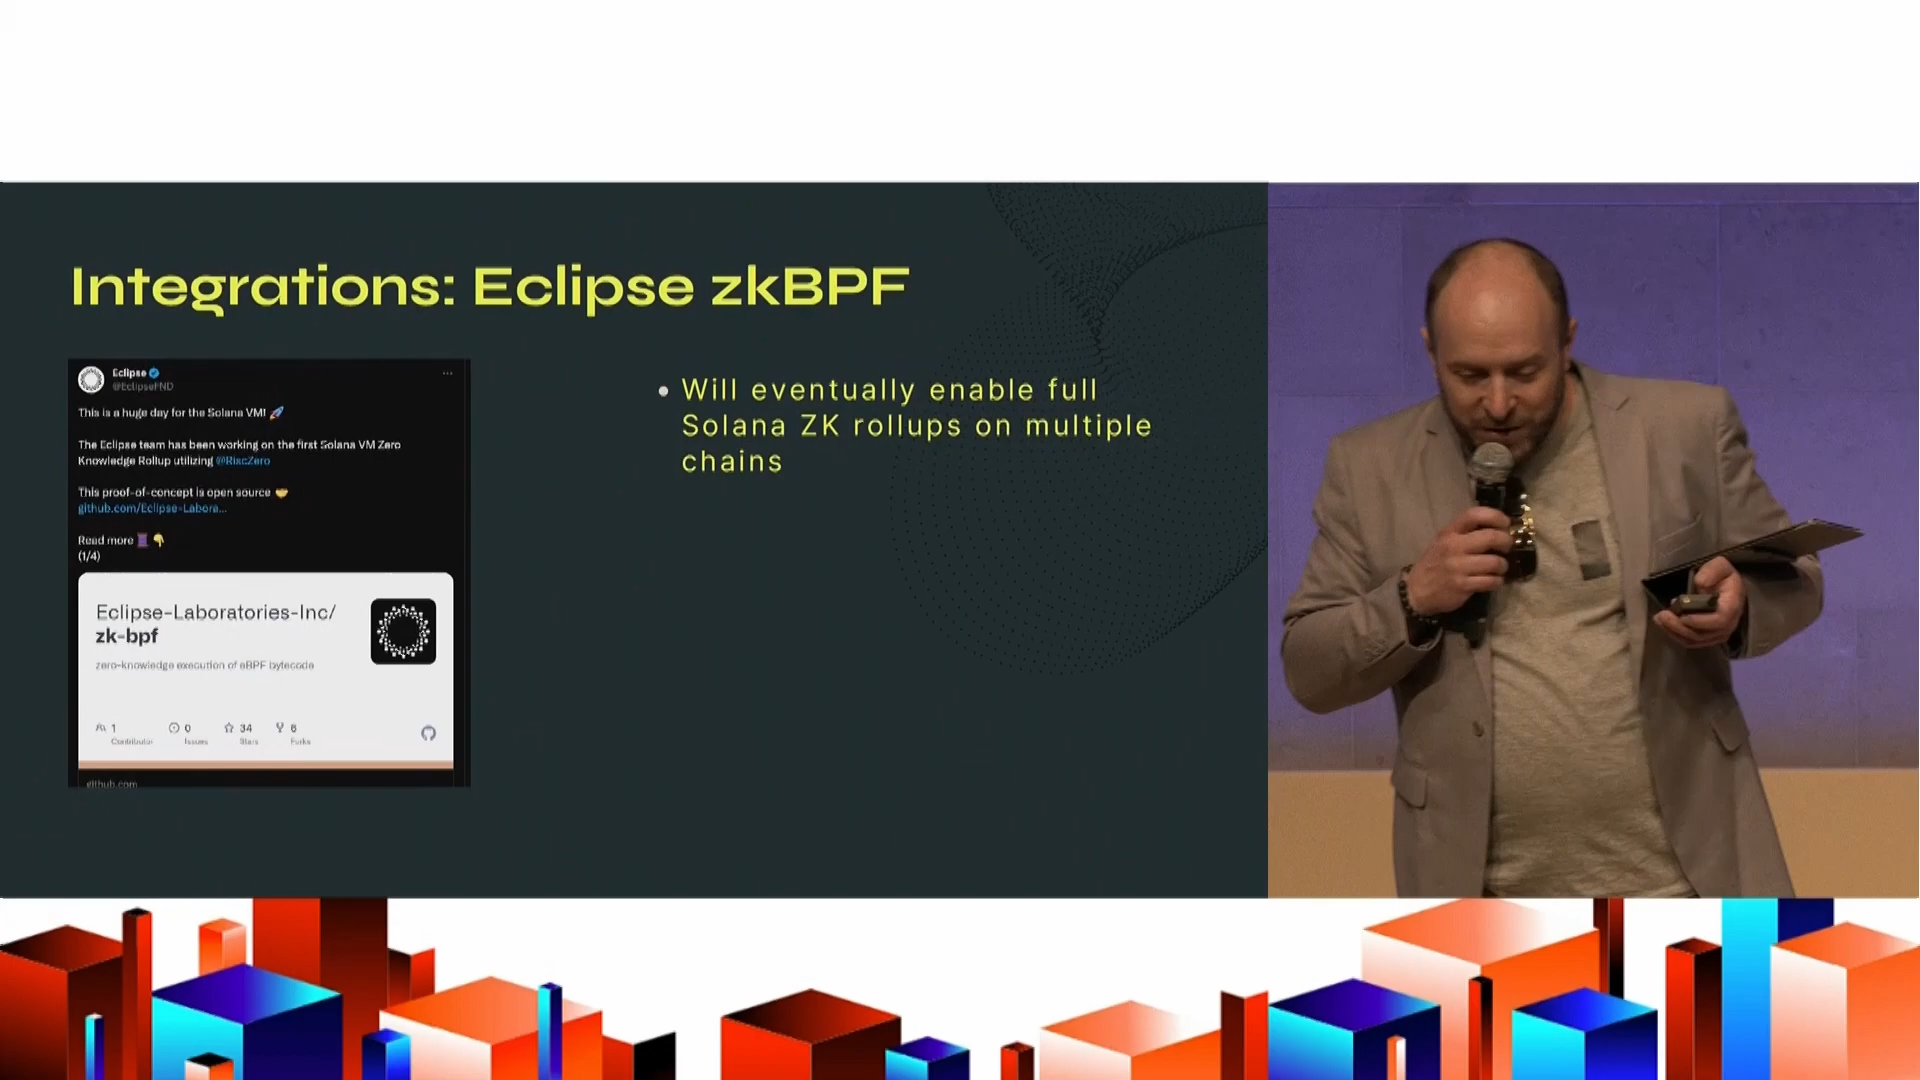 Integrations: Eclipse zkBPF
Eclipse
@EclipseFND
This is a huge day for the Solana VM! 🚀
The Eclipse team has been working on the first Solana VM Zero
Knowledge Rollup utilizing @RiscZero
This proof-of-concept is open source 🤝
github.com/Eclipse-Labora...
Read more 🧵 👇
(1/4)
Eclipse-Laboratories-Inc/
zk-bpf
zero-knowledge execution of eBPF bytecode
1 0 34 6
Contributor Issues Stars Forks
github.com
• Will eventually enable full
Solana ZK rollups on multiple
chains